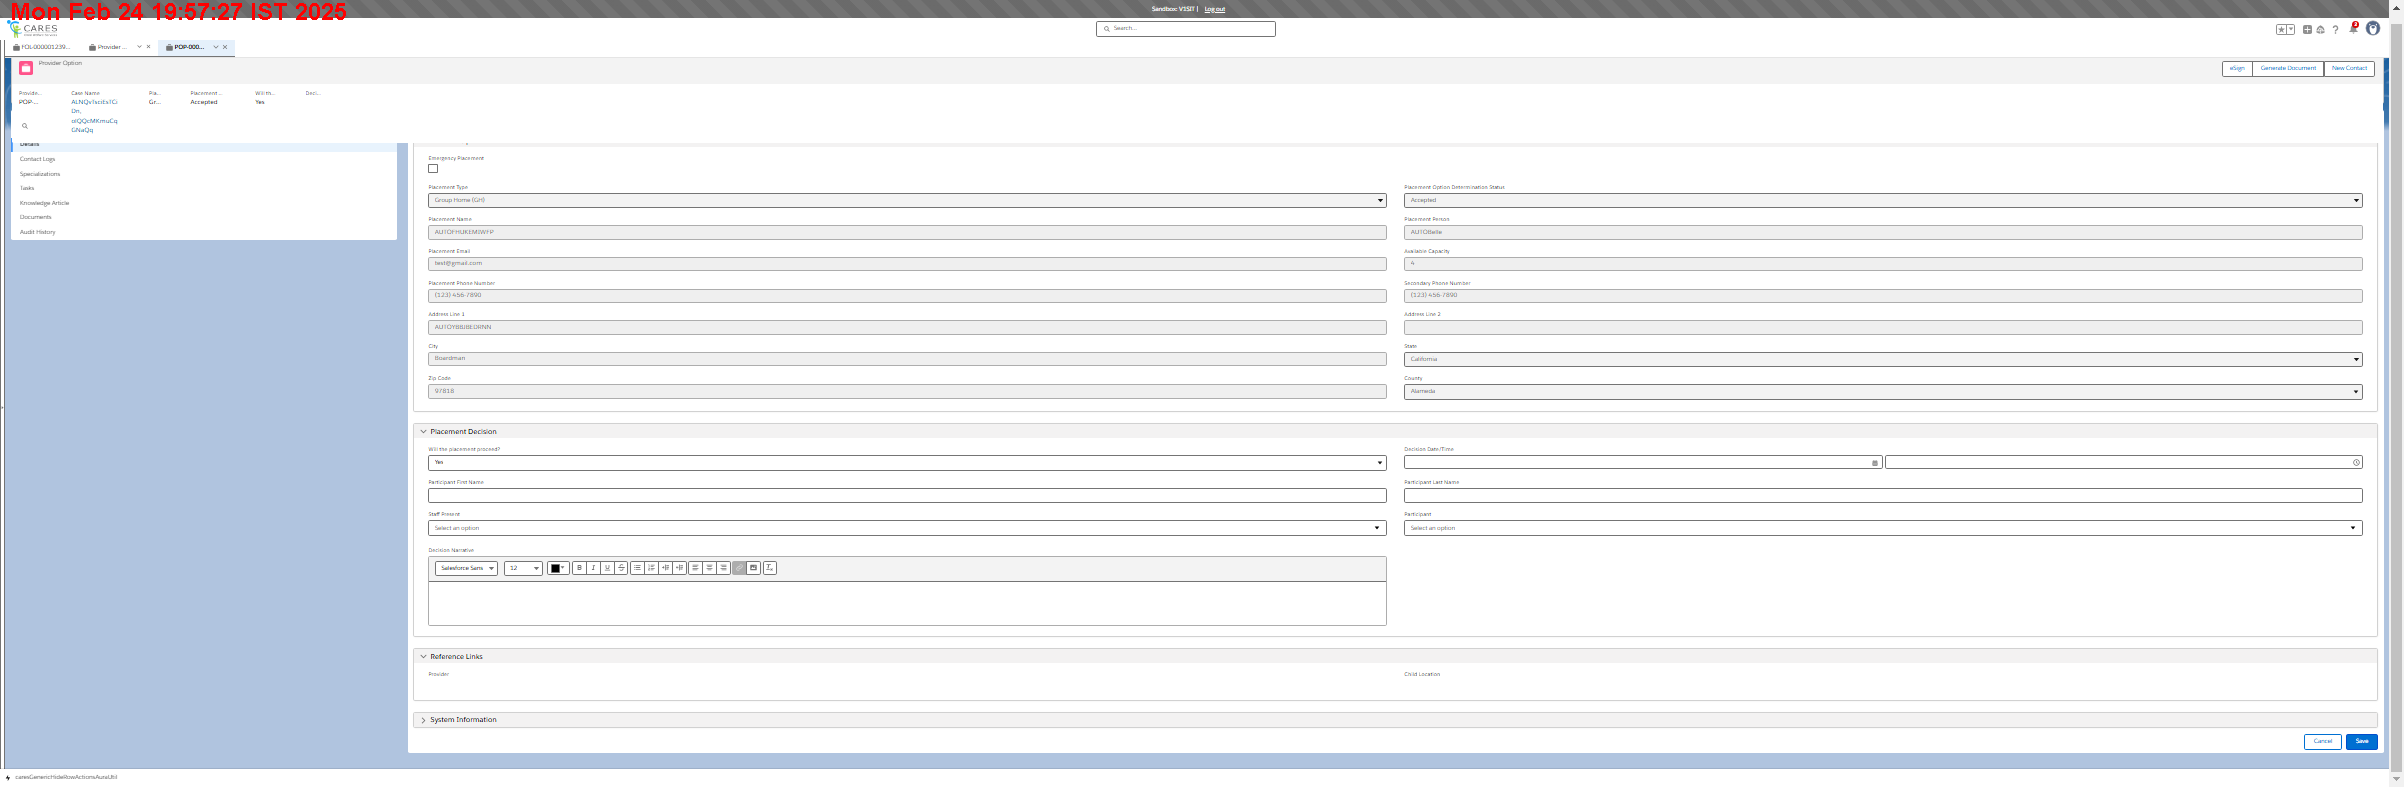 Mon Feb 24 19:57:27 IST 2025
Sandbox: V1SIT |
Log out
CARES
Search...
FOL-000001239...
Provider ...
POP-000...
Provider Option
eSign
Generate Document
New Contact
Provide...
Case Name
Pla...
Placement ...
Will th...
Deci...
POP-...
Gr...
Accepted
Yes
On,
GNaQq
Details
Contact Logs
Specializations
Tasks
Knowledge Article
Documents
Audit History
Emergency Placement
Placement Type
Placement Option Determination Status
Group Home (GH)
Accepted
Placement Name
Placement Person
AUTOBelle
Placement Email
Available Capacity
test@gmail.com
4
Placement Phone Number
Secondary Phone Number
(123) 456-7890
(123) 456-7890
Address Line 1
Address Line 2
City
State
Boardman
California
Zip Code
County
97818
Alameda
Placement Decision
Will the placement proceed?
Decision Date/Time
Yes
Participant First Name
Participant Last Name
Staff Present
Participant
Select an option
Select an option
Decision Narrative
Salesforce Sans
12
B
I
U
S
Reference Links
Provider
Child Location
System Information
Cancel
Save
caresGenericHideRowActionsAuraUtil